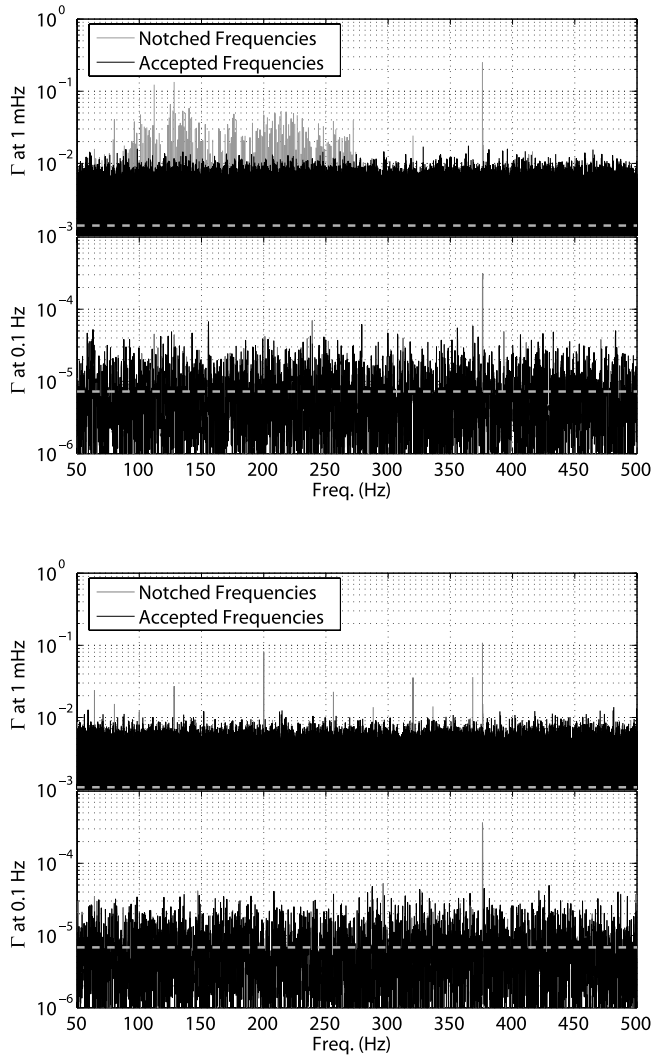 10^0
Notched Frequencies
Accepted Frequencies
10^−1
Γ at 1 mHz
10^−2
10^−3
10^−4
Γ at 0.1 Hz
10^−5
10^−6
50 100 150 200 250 300 350 400 450 500
Freq. (Hz)
10^0
Notched Frequencies
Accepted Frequencies
10^−1
Γ at 1 mHz
10^−2
10^−3
10^−4
Γ at 0.1 Hz
10^−5
10^−6
50 100 150 200 250 300 350 400 450 500
Freq. (Hz)